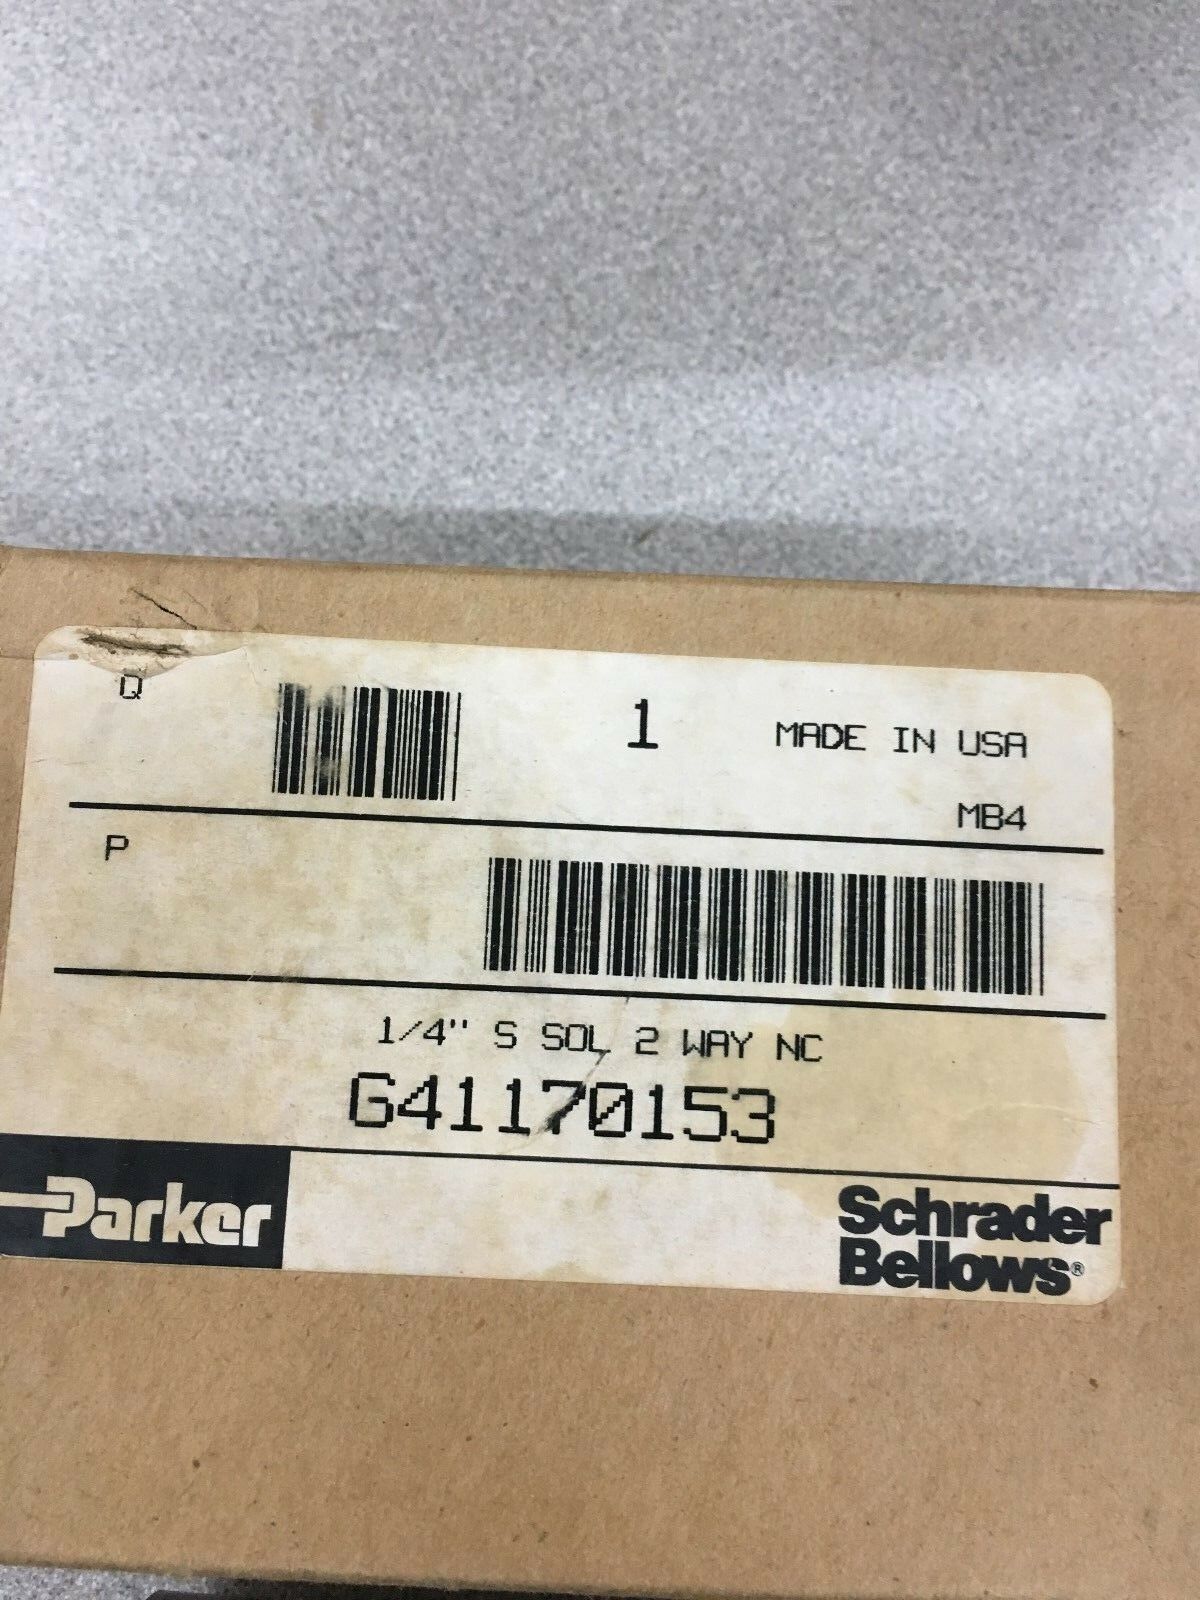 Q
1 MADE IN USA
MB4
P
1/4" S SOL 2 WAY NC
G41170153
Parker
Schrader
Bellows®